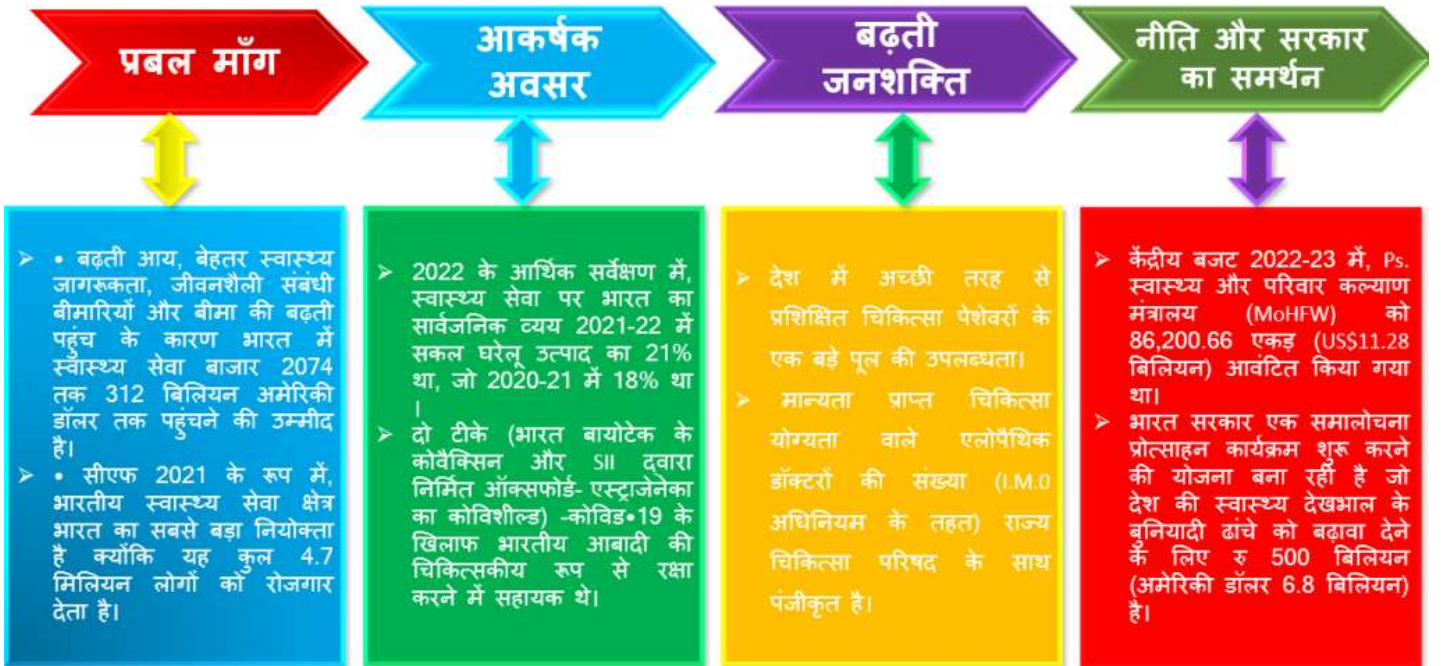 प्रबल माँग
आकर्षक
अवसर
बढ़ती
जनशक्ति
नीति और सरकार
का समर्थन
➢ • बढ़ती आय, बेहतर स्वास्थ्य
जागरूकता, जीवनशैली संबंधी
बीमारियों और बीमा की बढ़ती
पहुंच के कारण भारत में
स्वास्थ्य सेवा बाजार 2074
तक 312 बिलियन अमेरिकी
डॉलर तक पहुंचने की उम्मीद
है।
➢ • सीएफ 2021 के रूप में,
भारतीय स्वास्थ्य सेवा क्षेत्र
भारत का सबसे बड़ा नियोक्ता
है क्योंकि यह कुल 4.7
मिलियन लोगों को रोजगार
देता है।
➢ 2022 के आर्थिक सर्वेक्षण में,
स्वास्थ्य सेवा पर भारत का
सार्वजनिक व्यय 2021-22 में
सकल घरेलू उत्पाद का 21%
था, जो 2020-21 में 18% था
।
➢ दो टीके (भारत बायोटेक के
कोवैक्सिन और SII द्वारा
निर्मित ऑक्सफोर्ड- एस्ट्राजेनेका
का कोविशील्ड) -कोविड•19 के
खिलाफ भारतीय आबादी की
चिकित्सकीय रूप से रक्षा
करने में सहायक थे।
➢ देश में अच्छी तरह से
प्रशिक्षित चिकित्सा पेशेवरों के
एक बड़े पूल की उपलब्धता।
➢ मान्यता प्राप्त चिकित्सा
योग्यता वाले एलोपैथिक
डॉक्टरों की संख्या (I.M.0
अधिनियम के तहत) राज्य
चिकित्सा परिषद के साथ
पंजीकृत है।
➢ केंद्रीय बजट 2022-23 में, Ps.
स्वास्थ्य और परिवार कल्याण
मंत्रालय (MoHFW) को
86,200.66 एकड़ (US$11.28
बिलियन) आवंटित किया गया
था।
➢ भारत सरकार एक समालोचना
प्रोत्साहन कार्यक्रम शुरू करने
की योजना बना रही है जो
देश की स्वास्थ्य देखभाल के
बुनियादी ढांचे को बढ़ावा देने
के लिए रु 500 बिलियन
(अमेरिकी डॉलर 6.8 बिलियन)
है।